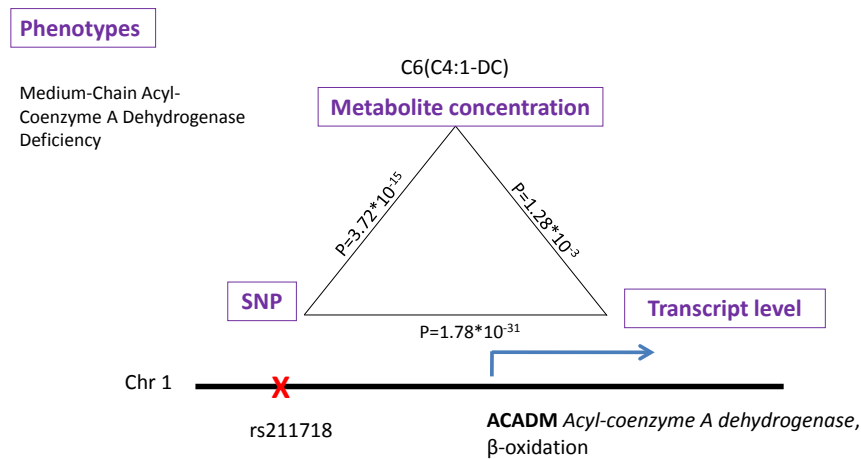 Phenotypes
C6(C4:1-DC)
Medium-Chain Acyl-
Coenzyme A Dehydrogenase
Deficiency
Metabolite concentration
P=3.72*10-15
P=1.28*10-3
SNP
Transcript level
P=1.78*10-31
Chr 1
X
rs211718
ACADM Acyl-coenzyme A dehydrogenase,
β-oxidation